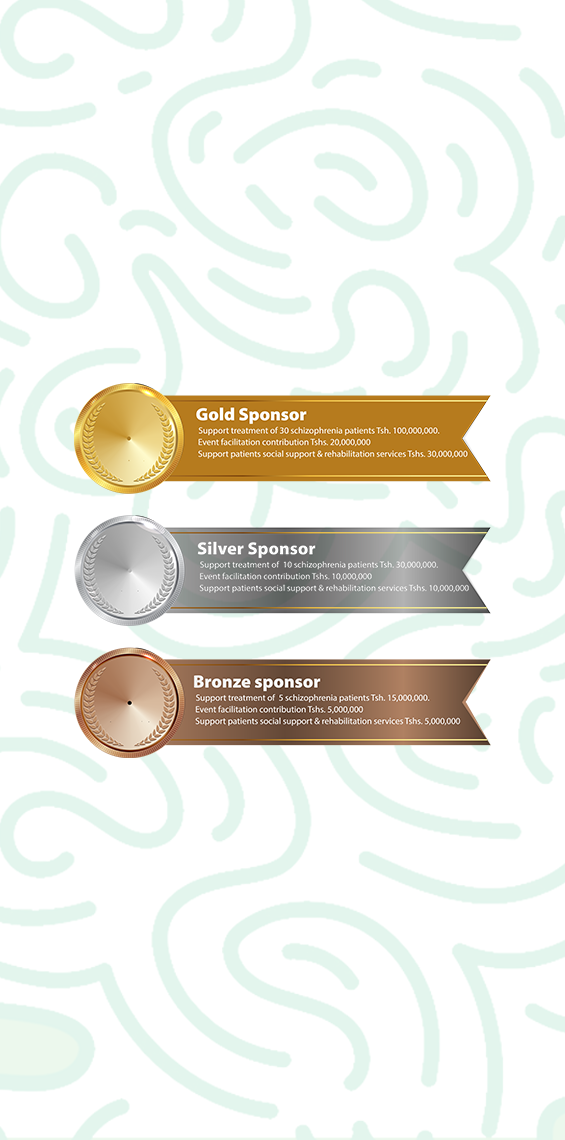 Gold Sponsor
Support treatment of 30 schizophrenia patients Tsh. 100,000,000.
Event facilitation contribution Tshs. 20,000,000
Support patients social support & rehabilitation services Tshs. 30,000,000
Silver Sponsor
Support treatment of 10 schizophrenia patients Tsh. 30,000,000.
Event facilitation contribution Tshs. 10,000,000
Support patients social support & rehabilitation services Tshs. 10,000,000
Bronze sponsor
Support treatment of 5 schizophrenia patients Tsh. 15,000,000.
Event facilitation contribution Tshs. 5,000,000
Support patients social support & rehabilitation services Tshs. 5,000,000